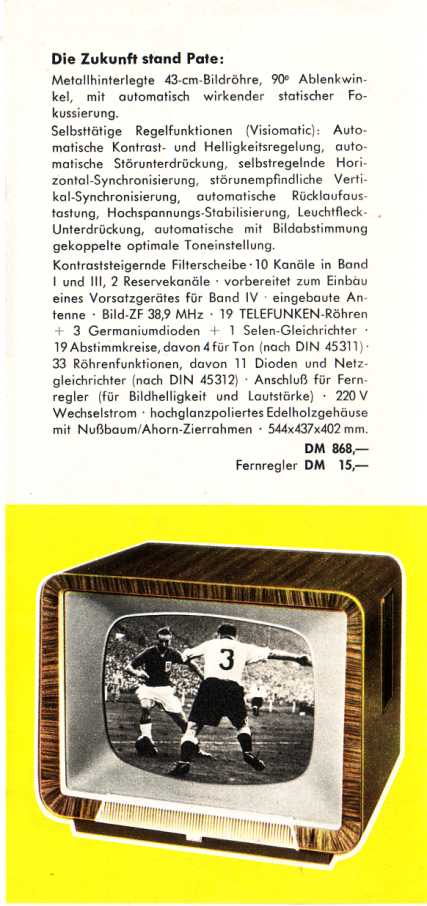 Die Zukunft stand Pate:
Metallhinterlegte 43-cm-Bildröhre, 90º Ablenkwin-
kel, mit automatisch wirkender statischer Fo-
kussierung.
Selbsttätige Regelfunktionen (Visiomatic): Auto-
matische Kontrast- und Helligkeitsregelung, auto-
matische Störunterdrückung, selbstregelnde Hori-
zontal-Synchronisierung, störunempfindliche Verti-
kal-Synchronisierung, automatische Rücklaufaus-
tastung, Hochspannungs-Stabilisierung, Leuchtfleck-
Unterdrückung, automatische mit Bildabstimmung
gekoppelte optimale Toneinstellung.
Kontraststeigernde Filterscheibe · 10 Kanäle in Band
I und III, 2 Reservekanäle · vorbereitet zum Einbau
eines Vorsatzgerätes für Band IV · eingebaute An-
tenne · Bild-ZF 38,9 MHz · 19 TELEFUNKEN-Röhren
+ 3 Germaniumdioden + 1 Selen-Gleichrichter ·
19 Abstimmkreise, davon 4 für Ton (nach DIN 45311) ·
33 Röhrenfunktionen, davon 11 Dioden und Netz-
gleichrichter (nach DIN 45312) · Anschluß für Fern-
regler (für Bildhelligkeit und Lautstärke) · 220 V
Wechselstrom · hochglanzpoliertes Edelholzgehäuse
mit Nußbaum/Ahorn-Zierrahmen · 544x437x402 mm.
DM 868,—
Fernregler DM 15,—
3